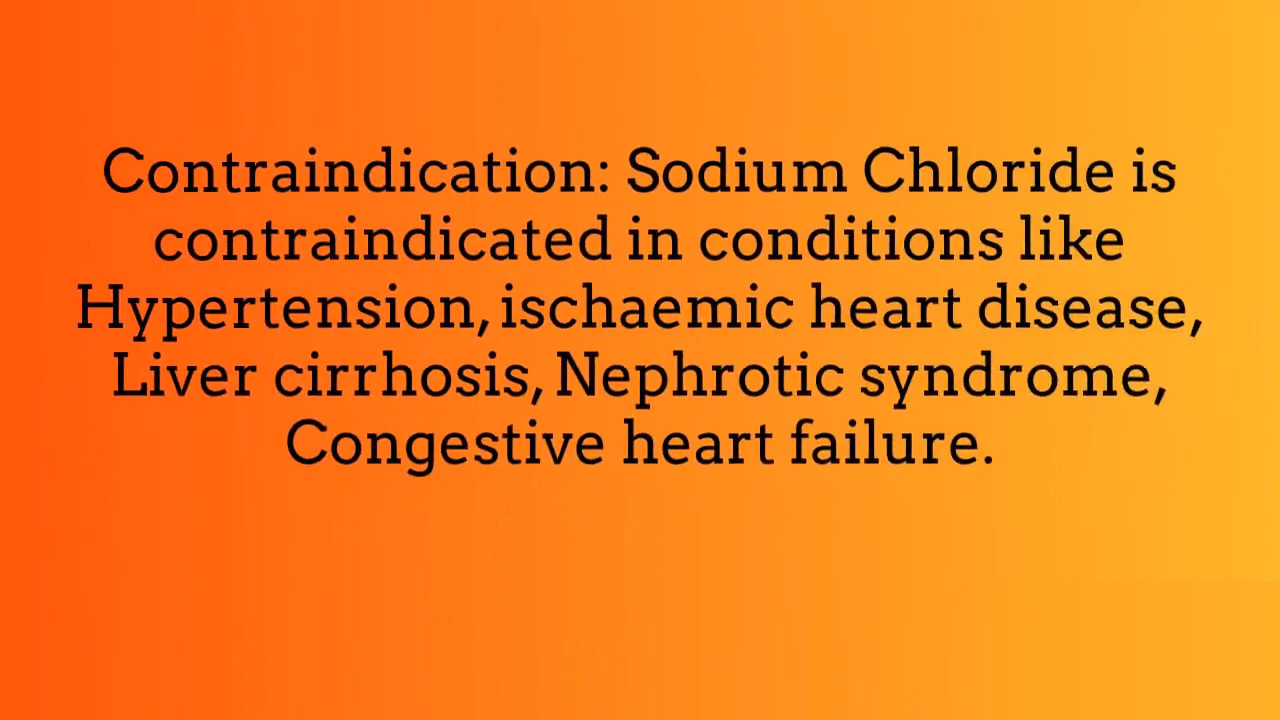 Contraindication: Sodium Chloride is
contraindicated in conditions like
Hypertension, ischaemic heart disease,
Liver cirrhosis, Nephrotic syndrome,
Congestive heart failure.